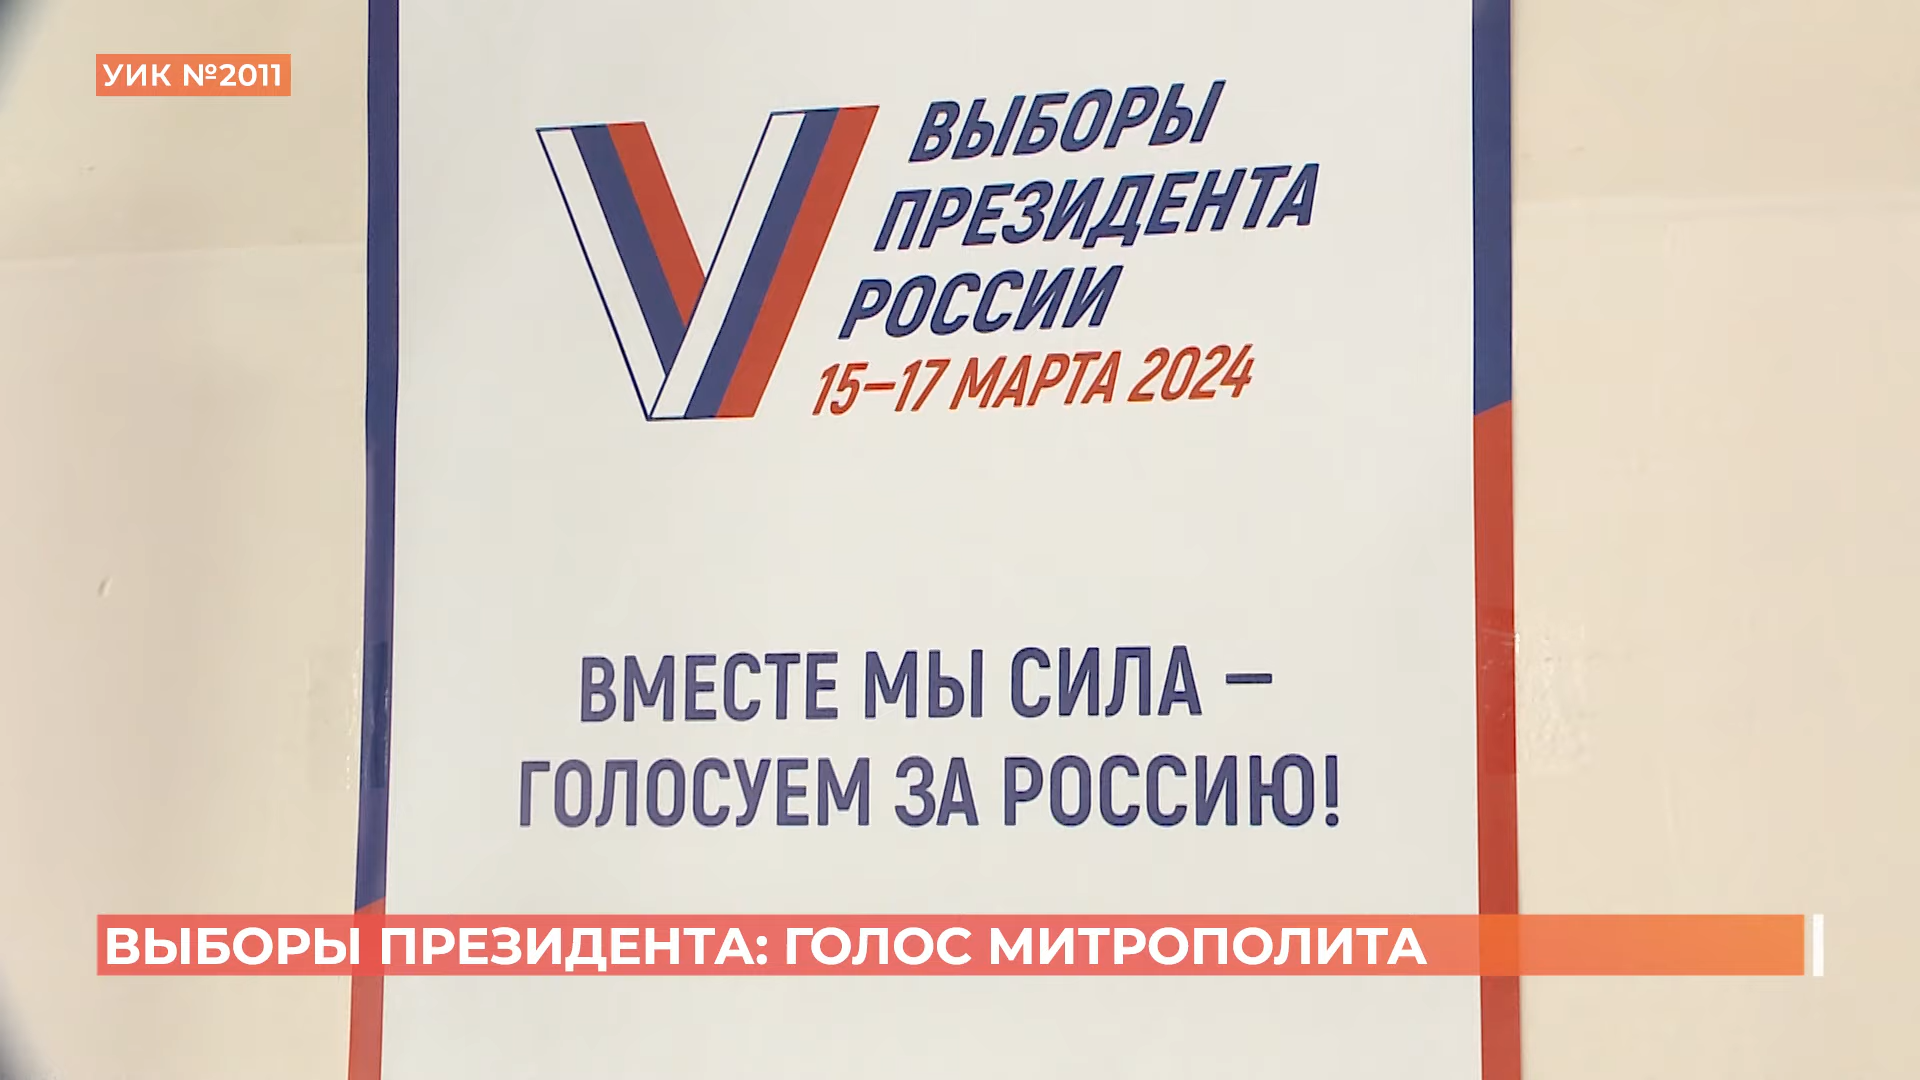 УИК №2011
ВЫБОРЫ
ПРЕЗИДЕНТА
РОССИИ
15–17 МАРТА 2024
ВМЕСТЕ МЫ СИЛА –
ГОЛОСУЕМ ЗА РОССИЮ!
ВЫБОРЫ ПРЕЗИДЕНТА: ГОЛОС МИТРОПОЛИТА